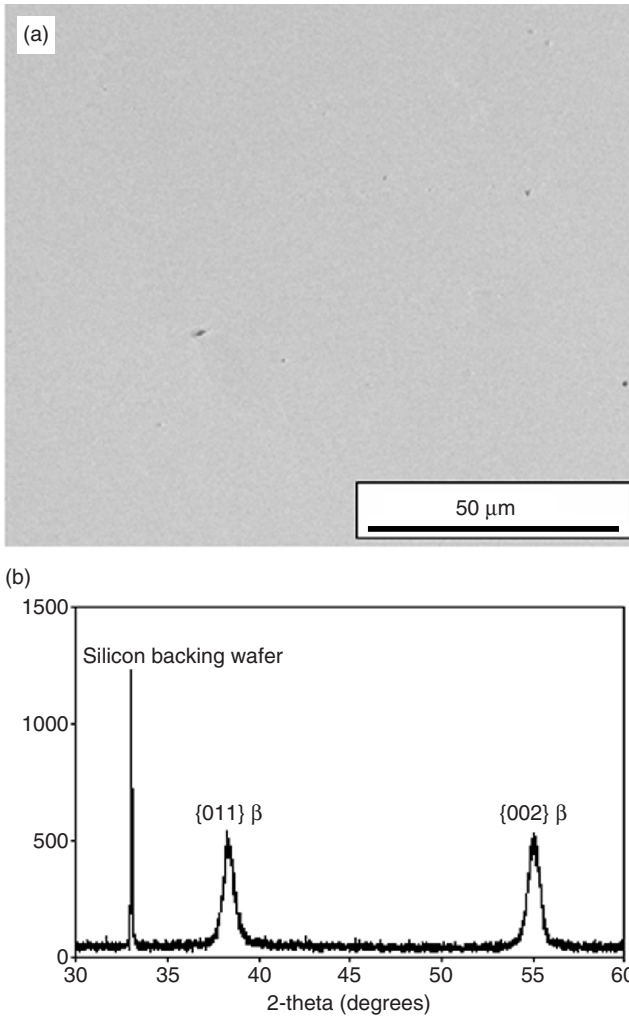 (a)
50 μm
(b)
1500
Silicon backing wafer
1000
{011} β
{002} β
500
0
30 35 40 45 50 55 60
2-theta (degrees)